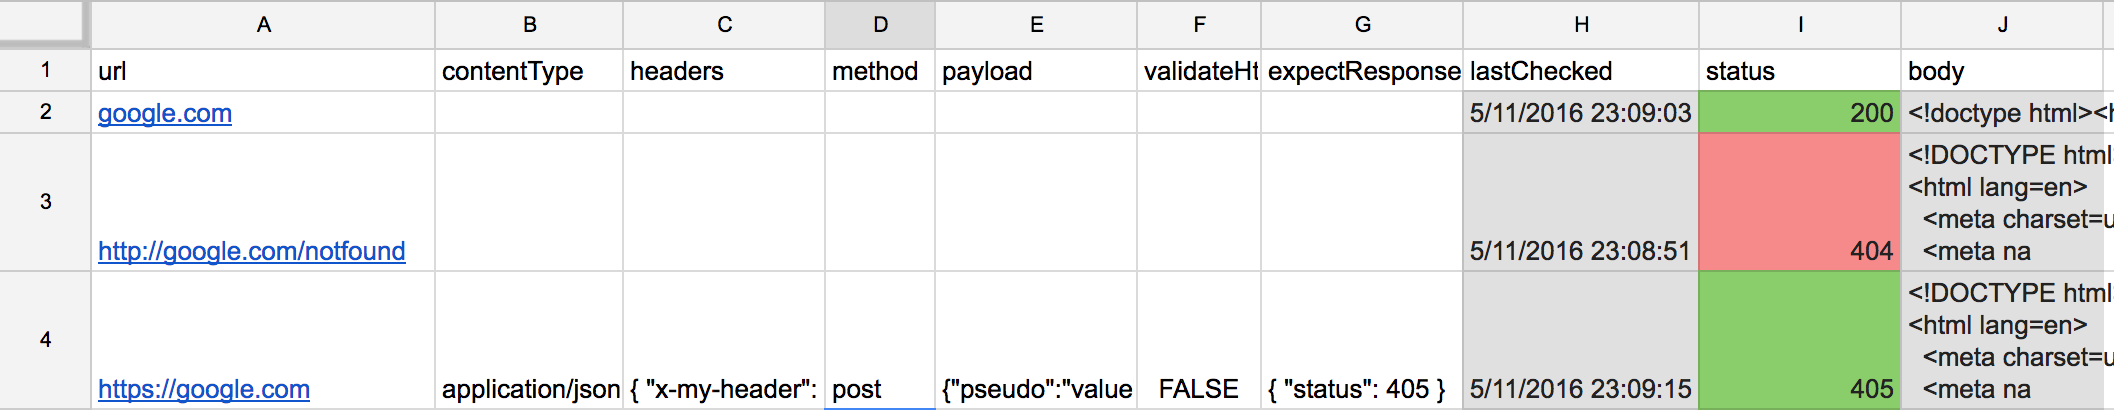 A B C D E F G H I J
1 url contentType headers method payload validateHt expectResponse lastChecked status body
2 google.com 5/11/2016 23:09:03 200 <!doctype html><h
<!DOCTYPE html
<html lang=en>
<meta charset=u
3 http://google.com/notfound 5/11/2016 23:08:51 404 <meta na
<!DOCTYPE html
<html lang=en>
<meta charset=u
4 https://google.com application/json { "x-my-header": post {"pseudo":"value FALSE { "status": 405 } 5/11/2016 23:09:15 405 <meta na